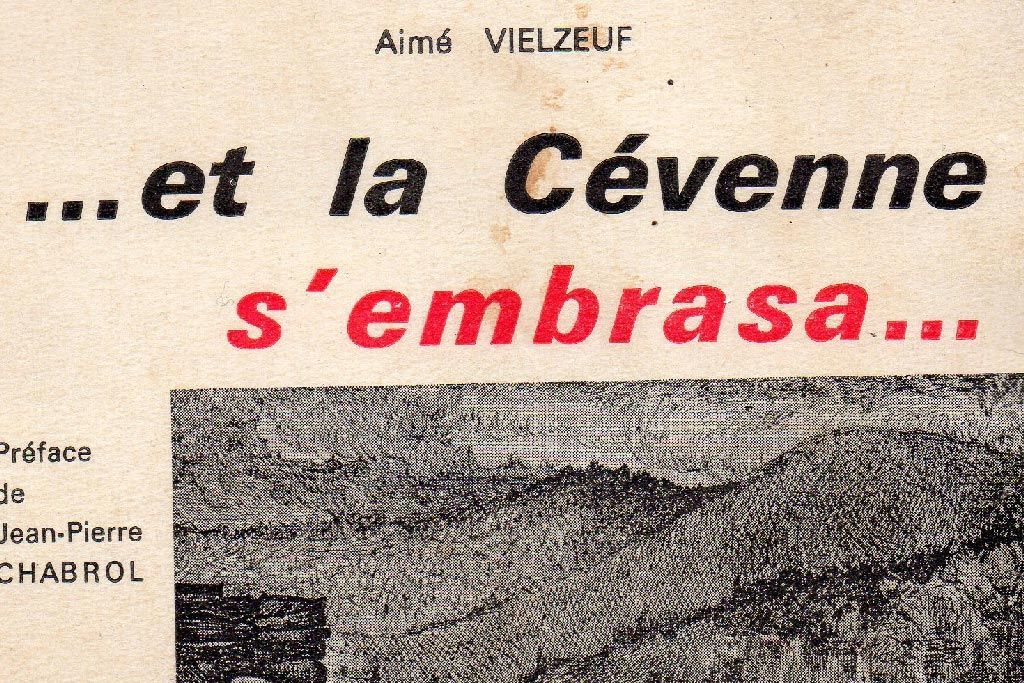 Aimé VIELZEUF
...et la Cévenne
s'embrasa...
Préface
de
Jean-Pierre
CHABROL